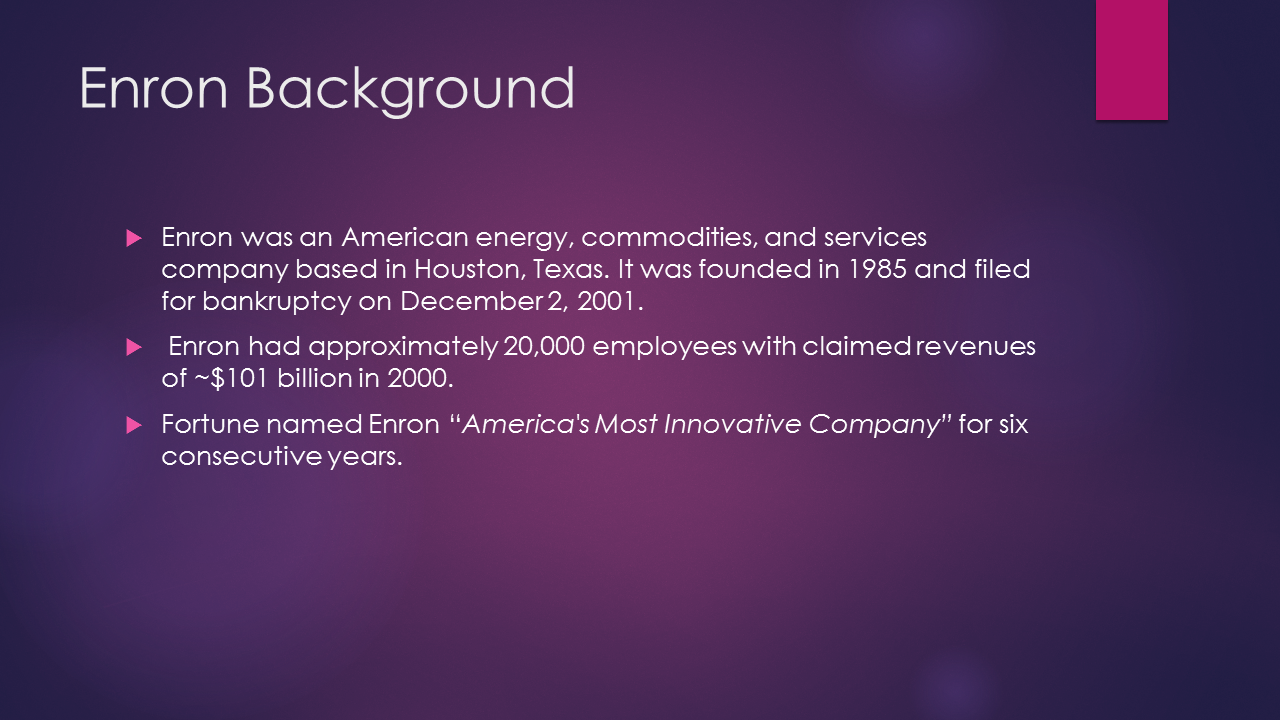 Enron Background
Enron was an American energy, commodities, and services
company based in Houston, Texas. It was founded in 1985 and filed
for bankruptcy on December 2, 2001.
Enron had approximately 20,000 employees with claimed revenues
of ~$101 billion in 2000.
Fortune named Enron “America's Most Innovative Company” for six
consecutive years.